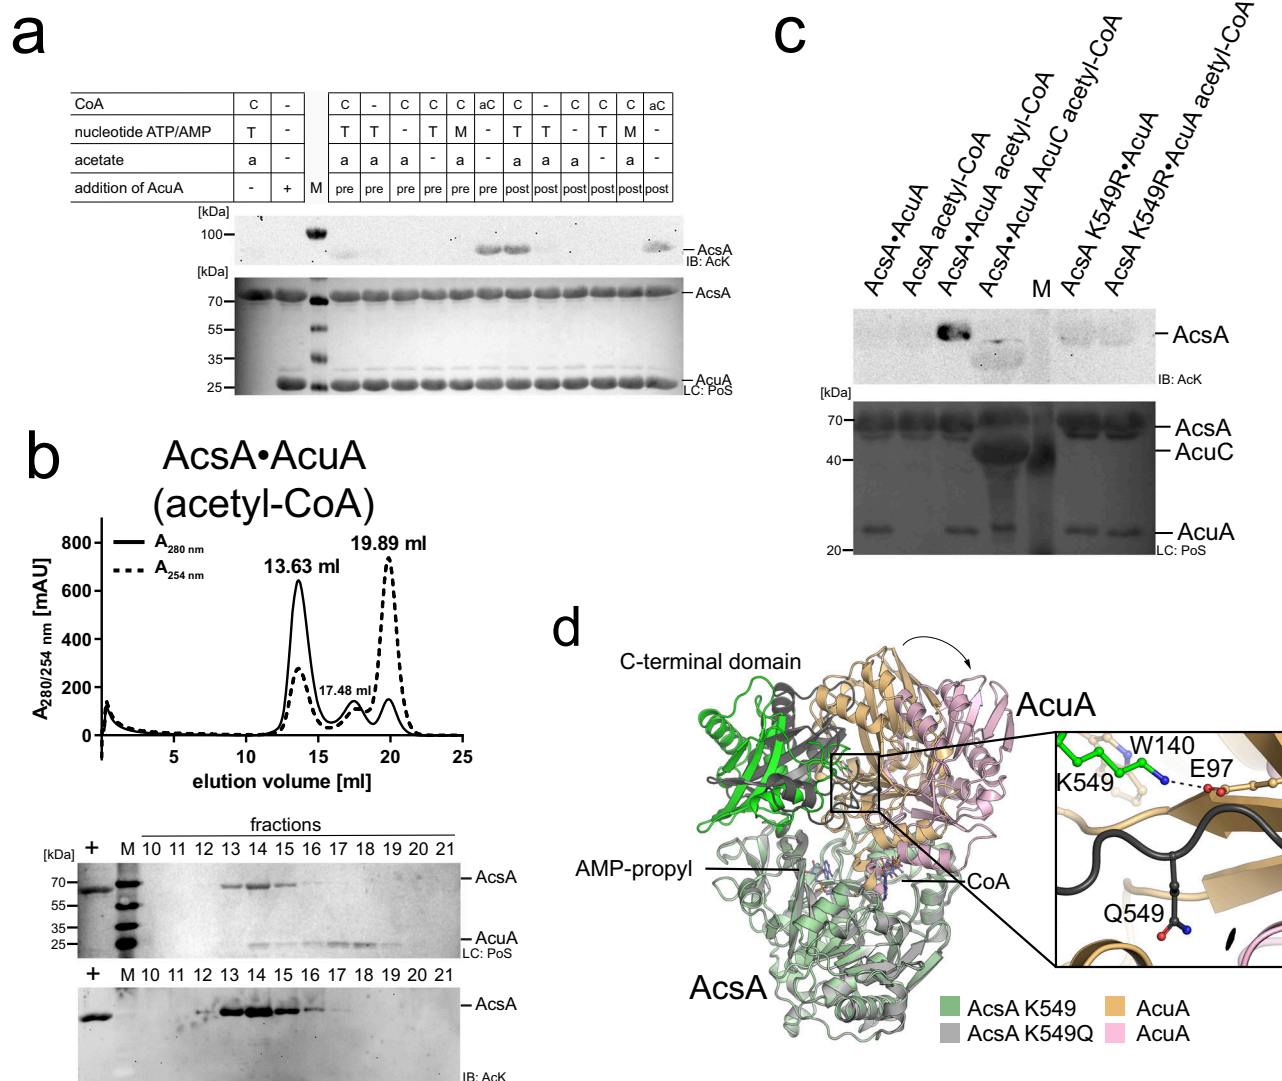 a
CoA C - C - C C C aC C - C C C aC
nucleotide ATP/AMP T - T T - T M - T T - T M -
acetate a - a a a - a - a a a - a -
addition of AcuA - + M pre pre pre pre pre pre post post post post post post
[kDa]
100
AcsA
IB: AcK
[kDa]
AcsA
70
55
35
25
AcuA
LC: PoS
b
AcsA•AcuA
(acetyl-CoA)
A280 nm
A254 nm
13.63 ml
19.89 ml
17.48 ml
A280/254 nm [mAU]
800
600
400
200
0
5 10 15 20 25
elution volume [ml]
fractions
[kDa] + M 10 11 12 13 14 15 16 17 18 19 20 21
70
55
35
25
AcsA
AcuA
LC: PoS
+ M 10 11 12 13 14 15 16 17 18 19 20 21
AcsA
IB: AcK
c
AcsA•AcuA
AcsA acetyl-CoA
AcsA•AcuA acetyl-CoA
AcsA•AcuA AcuC acetyl-CoA
M
AcsA K549R•AcuA
AcsA K549R•AcuA acetyl-CoA
AcsA
IB: AcK
[kDa]
70
40
20
AcsA
AcuC
AcuA
LC: PoS
d
C-terminal domain
AcuA
AMP-propyl
CoA
AcsA
W140
K549
E97
Q549
AcsA K549
AcuA
AcsA K549Q
AcuA